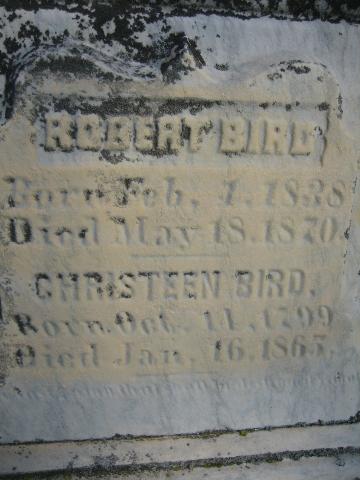 ROBERT BIRD
Born Feb. 1. 1838
Died May 18. 1870.
CHRISTEEN BIRD.
Born Oct. 11. 1799
Died Jan. 16. 1865.